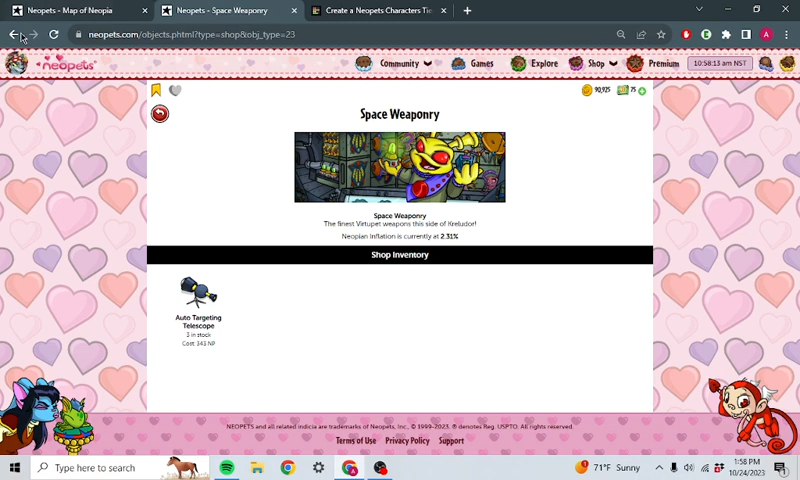 Neopets - Map of Neopia
Neopets - Space Weaponry
Create a Neopets Characters Tie
neopets.com/objects.phtml?type=shop&obj_type=23
A
neopets
Community
Games
Explore
Shop
Premium
10:58:13 am NST
90,925
75
Space Weaponry
Space Weaponry
The finest Virtupet weapons this side of Kreludor!
Neopian Inflation is currently at 2.31%
Shop Inventory
Auto Targeting
Telescope
3 in stock
Cost: 343 NP
NEOPETS and all related indicia are trademarks of Neopets, Inc., © 1999-2023. ® denotes Reg. USPTO. All rights reserved.
Terms of Use
Privacy Policy
Support
Type here to search
71°F Sunny
1:58 PM
10/24/2023